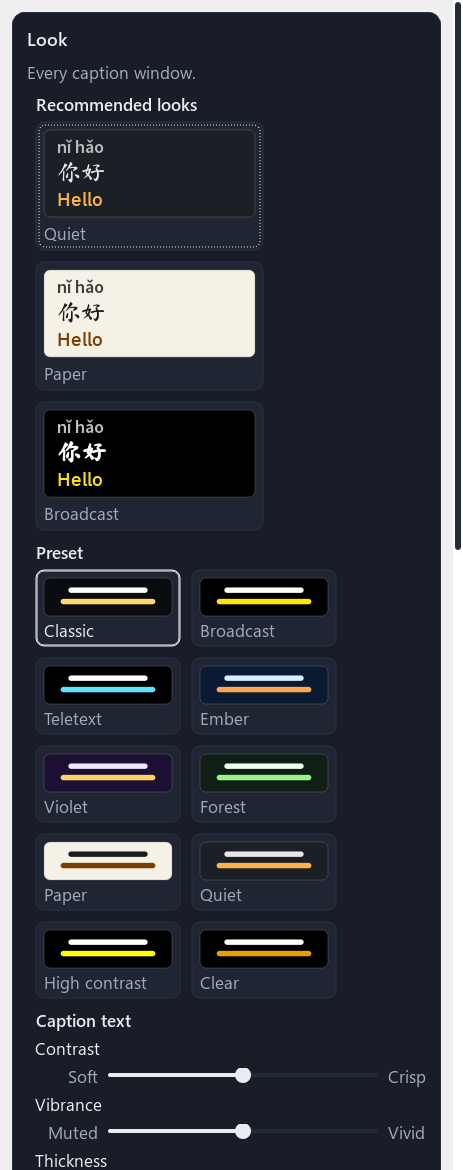 Look
Every caption window.
Recommended looks
nǐ hǎo
你好
Hello
Quiet
nǐ hǎo
你好
Hello
Paper
nǐ hǎo
你好
Hello
Broadcast
Preset
Classic
Broadcast
Teletext
Ember
Violet
Forest
Paper
Quiet
High contrast
Clear
Caption text
Contrast
Soft
Crisp
Vibrance
Muted
Vivid
Thickness